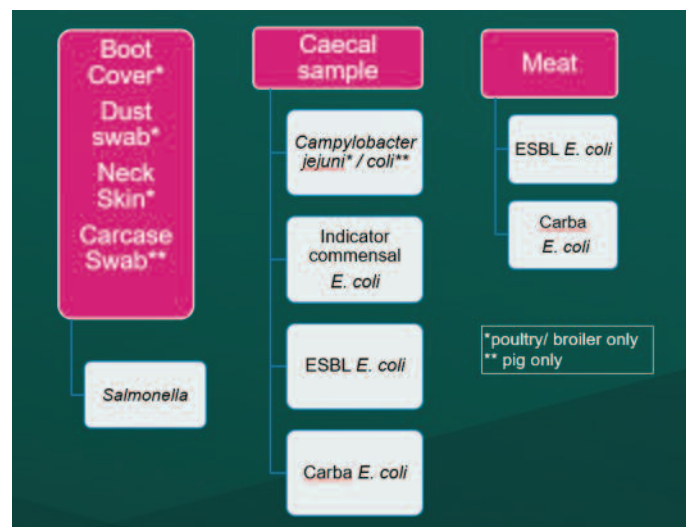 Boot
Cover*
Dust
swab*
Neck
Skin*
Carcase
Swab**
Salmonella
Caecal
sample
Campylobacter
jejuni* / coli**
Indicator
commensal
E. coli
ESBL E. coli
Carba E. coli
Meat
ESBL E. coli
Carba
E. coli
*poultry/ broiler only
** pig only